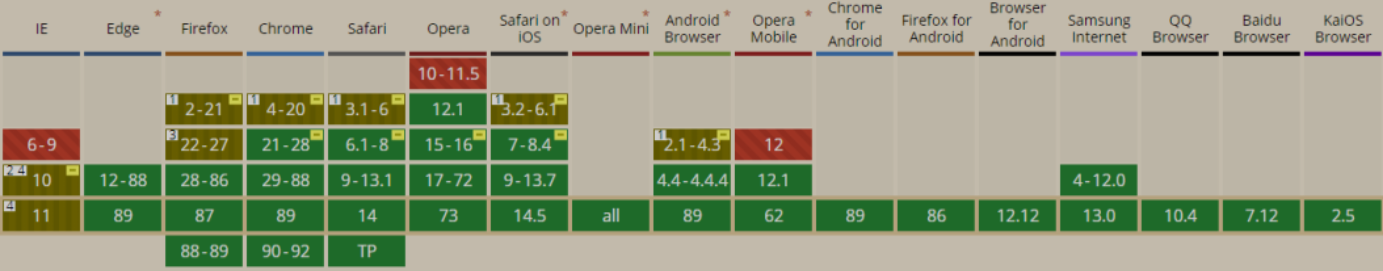 IE Edge * Firefox Chrome Safari Opera Safari on iOS * Opera Mini * Android Browser * Opera Mobile * Chrome for Android Firefox for Android Browser for Android Samsung Internet QQ Browser Baidu Browser KaiOS Browser
10-11.5
1 2-21 - 1 4-20 - 1 3.1-6 - 12.1 1 3.2-6.1 -
6-9 3 22-27 21-28 - 6.1-8 - 15-16 - 7-8.4 - 1 2.1-4.3 - 12
2 4 10 - 12-88 28-86 29-88 9-13.1 17-72 9-13.7 4.4-4.4.4 12.1 4-12.0
4 11 89 87 89 14 73 14.5 all 89 62 89 86 12.12 13.0 10.4 7.12 2.5
88-89 90-92 TP